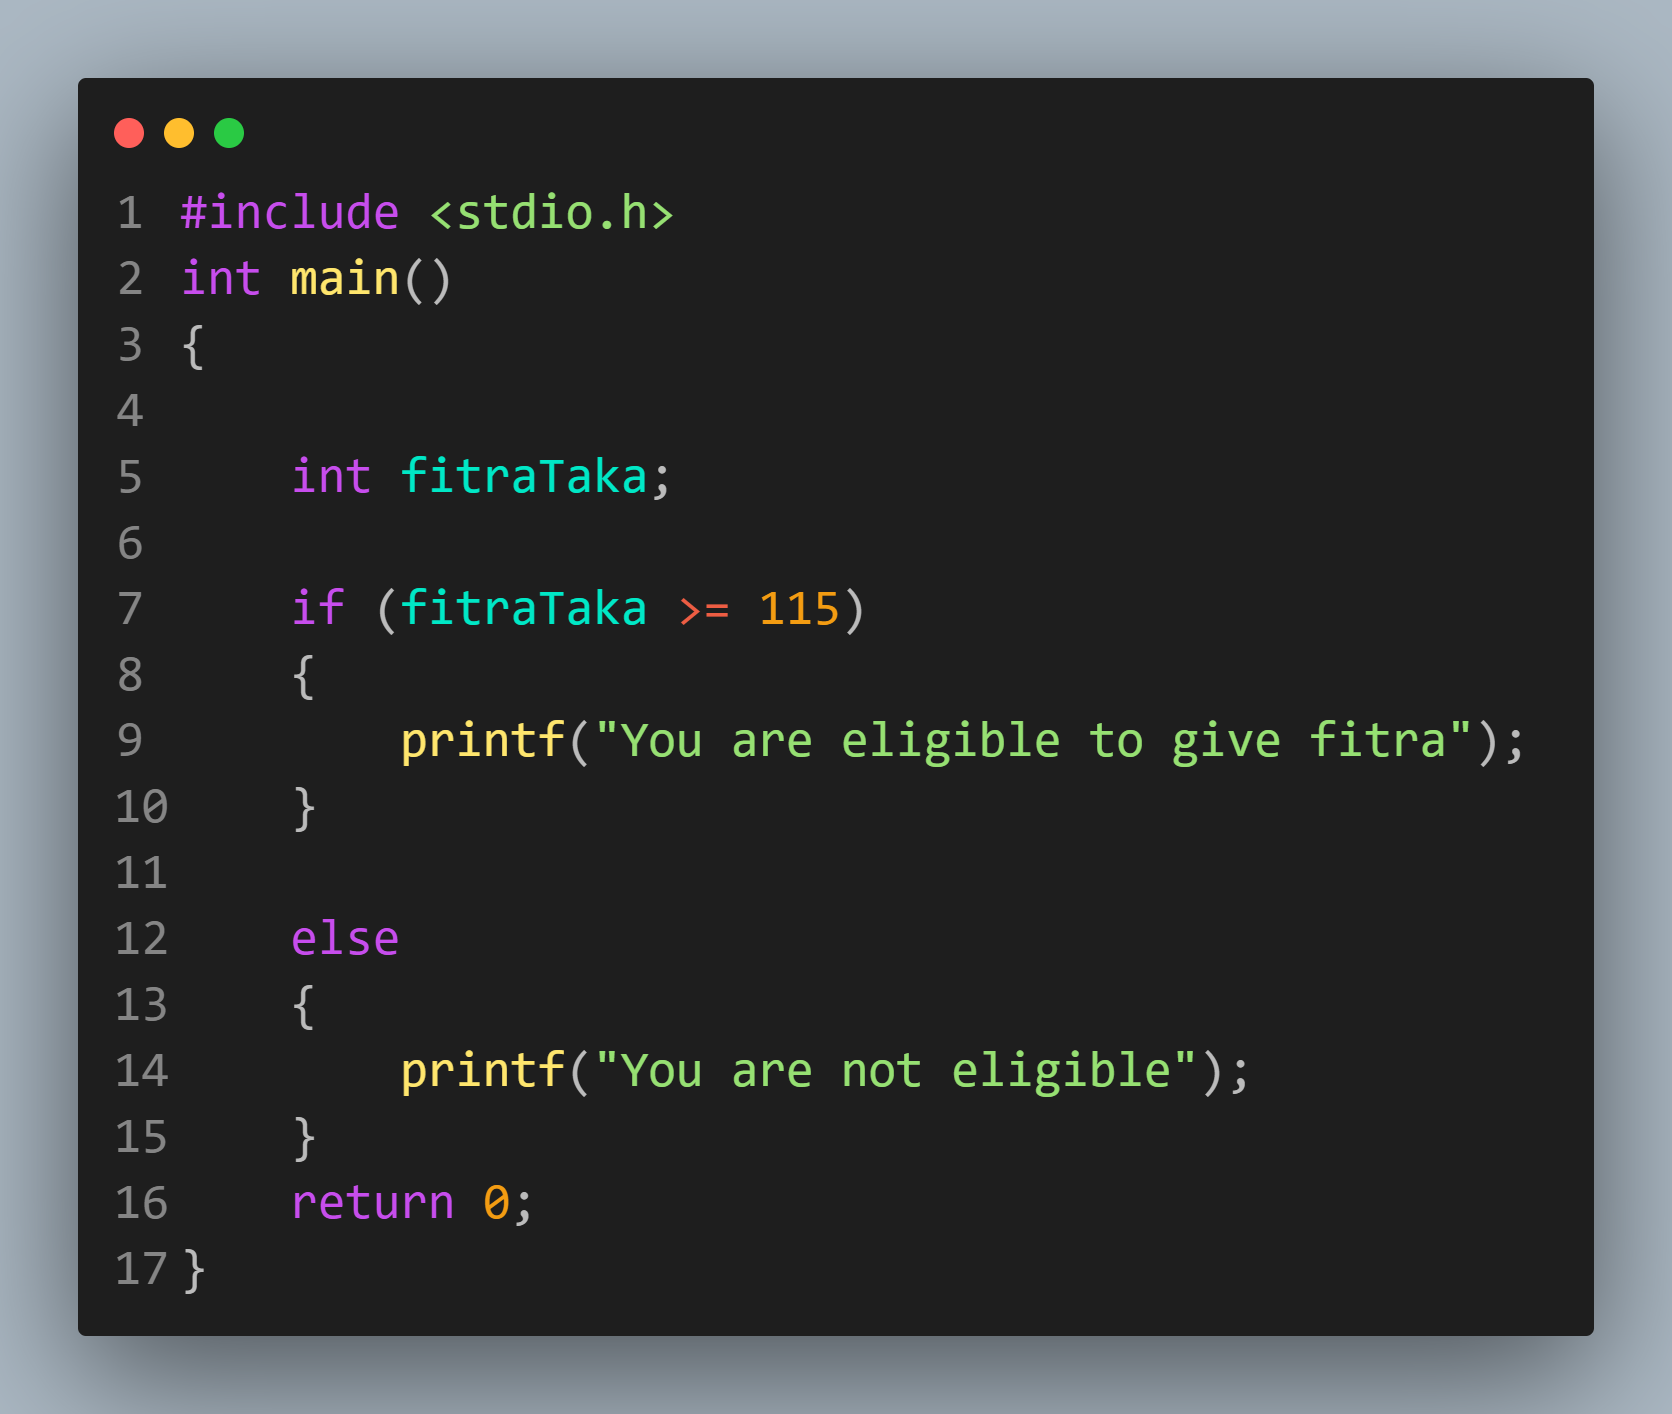 1 #include <stdio.h>
2 int main()
3 {
4
5     int fitraTaka;
6
7     if (fitraTaka >= 115)
8     {
9         printf("You are eligible to give fitra");
10     }
11
12     else
13     {
14         printf("You are not eligible");
15     }
16     return 0;
17 }